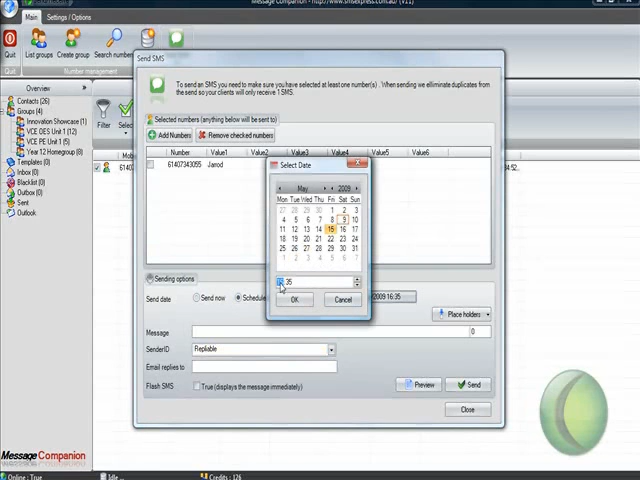 Message Companion - http://www.smsexpress.com.au/ (V11)
Main
Settings / Options
Quit
List groups
Create group
Search numbers
Quit
Number management
Overview
Contacts (26)
Groups (4)
Innovation Showcase (1)
VCE OES Unit 1 (12)
VCE DT Unit 3 (31)
Year 12 Homegroup (8)
Templates (0)
Inbox (0)
Blacklist (0)
Outbox (0)
Sent
Outlook
Filter
Select
Send SMS
To send an SMS you need to make sure you have selected at least one number(s). When sending we elliminate duplicates from
the send so your clients will only receive 1 SMS.
Selected numbers (anything below will be sent to)
Add Numbers
Remove checked numbers
Number Value1 Value2 Value3 Value4 Value5 Value6
61407343055 Jarrod
Select Date
May 2009
Mon Tue Wed Thu Fri Sat Sun
27 28 29 30 1 2 3
4 5 6 7 8 9 10
11 12 13 14 15 16 17
18 19 20 21 22 23 24
25 26 27 28 29 30 31
1 2 3 4 5 6 7
:35
OK
Cancel
Sending options
Send date
Send now
Schedule
2009 16:35
Place holders
Message
0
SenderID
Repliable
Email replies to
Flash SMS
True (displays the message immediately)
Preview
Send
Close
Message Companion
Online : True
Idle ...
Credits : 126